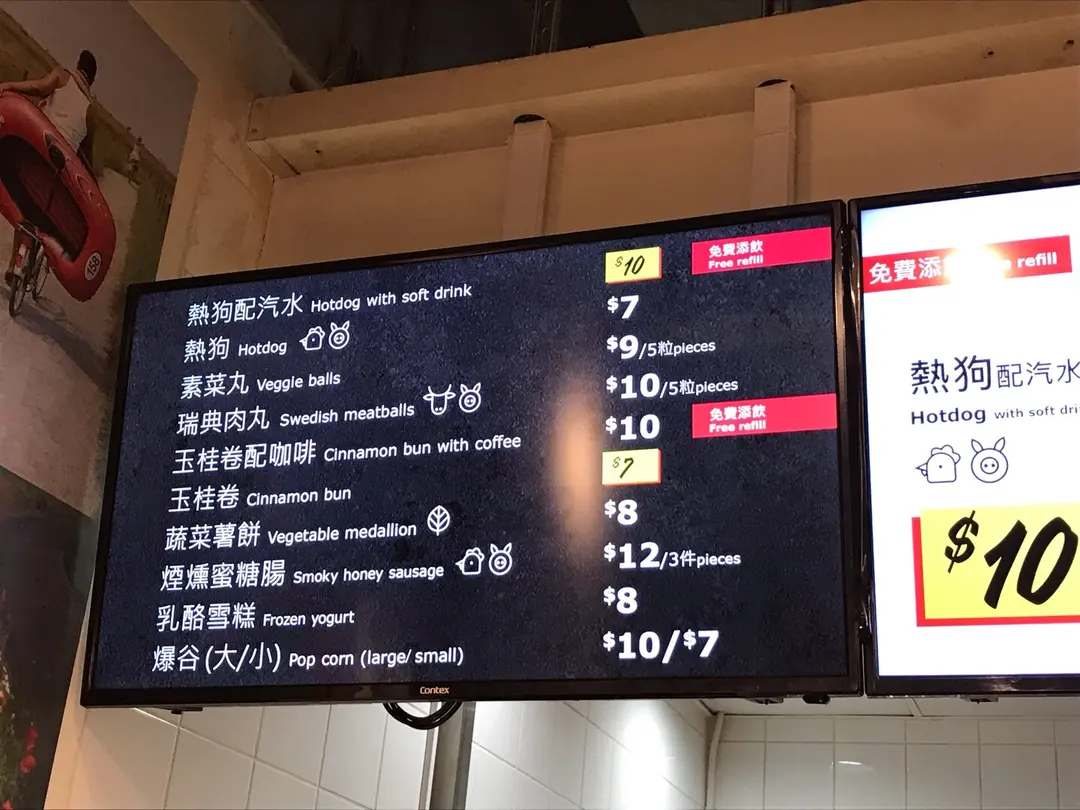 熱狗配汽水 Hotdog with soft drink $10 免費添飲 Free refill
熱狗 Hotdog $7
素菜丸 Veggie balls $9/5粒pieces
瑞典肉丸 Swedish meatballs $10/5粒pieces
玉桂卷配咖啡 Cinnamon bun with coffee $10 免費添飲 Free refill
玉桂卷 Cinnamon bun $7
蔬菜薯餅 Vegetable medallion $8
煙燻蜜糖腸 Smoky honey sausage $12/3件pieces
乳酪雪糕 Frozen yogurt $8
爆谷(大/小) Pop corn (large/small) $10/$7
Contex
免費添 refill
熱狗配汽水
Hotdog with soft
$10